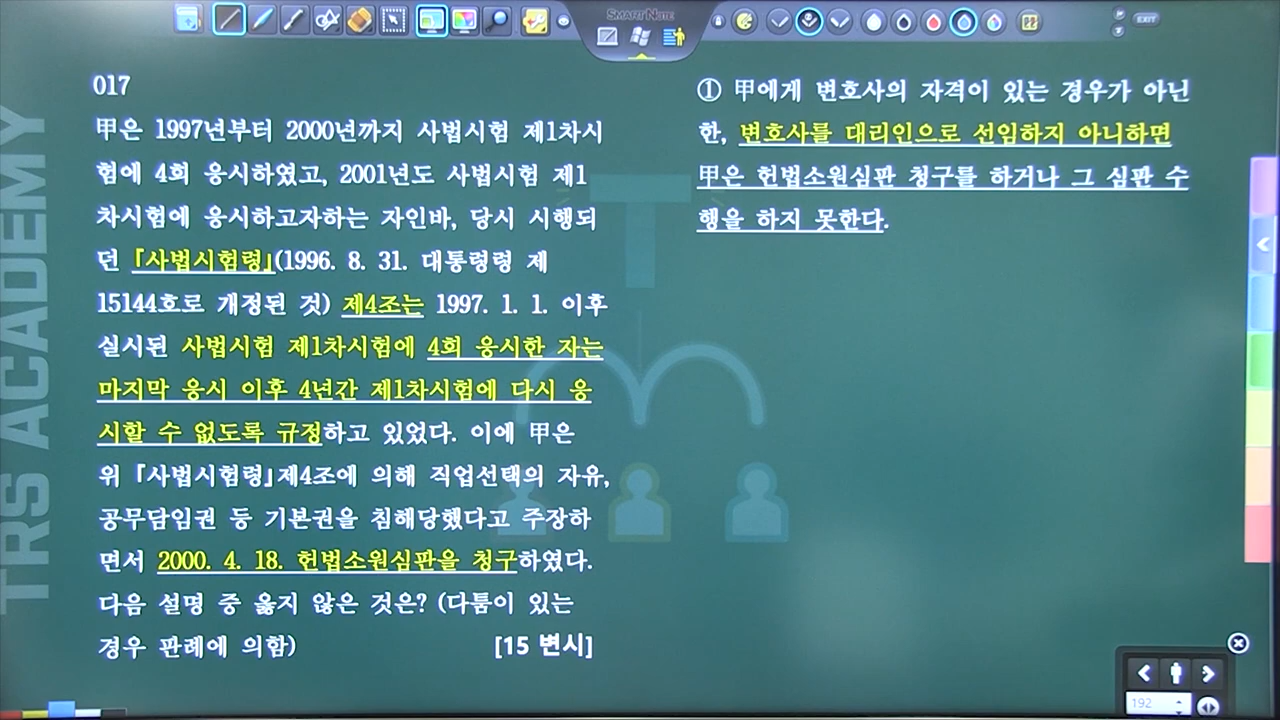 SMART NOTE
EXIT
TRS ACADEMY
017
甲은 1997년부터 2000년까지 사법시험 제1차시
험에 4회 응시하였고, 2001년도 사법시험 제1
차시험에 응시하고자하는 자인바, 당시 시행되
던 『사법시험령』(1996. 8. 31. 대통령령 제
15144호로 개정된 것) 제4조는 1997. 1. 1. 이후
실시된 사법시험 제1차시험에 4회 응시한 자는
마지막 응시 이후 4년간 제1차시험에 다시 응
시할 수 없도록 규정하고 있었다. 이에 甲은
위 『사법시험령』제4조에 의해 직업선택의 자유,
공무담임권 등 기본권을 침해당했다고 주장하
면서 2000. 4. 18. 헌법소원심판을 청구하였다.
다음 설명 중 옳지 않은 것은? (다툼이 있는
경우 판례에 의함) [15 변시]
① 甲에게 변호사의 자격이 있는 경우가 아닌
한, 변호사를 대리인으로 선임하지 아니하면
甲은 헌법소원심판 청구를 하거나 그 심판 수
행을 하지 못한다.
192